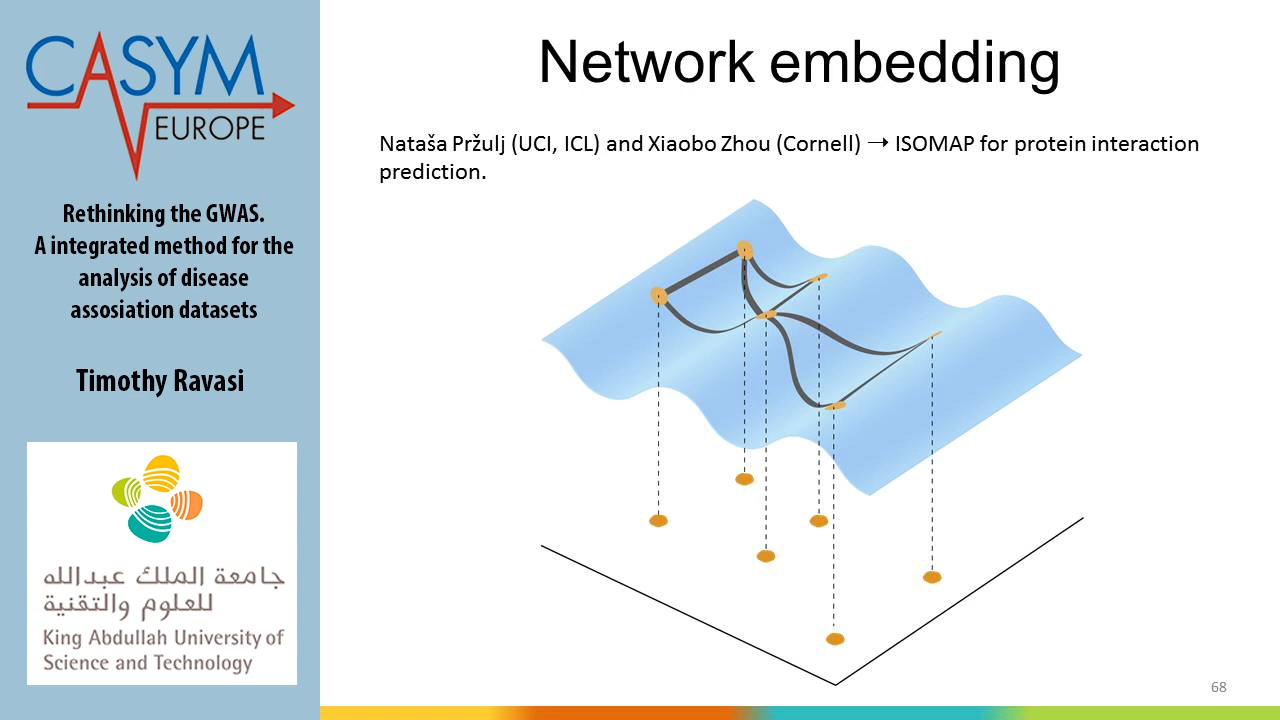 CASYM
EUROPE
Rethinking the GWAS.
A integrated method for the
analysis of disease
assosiation datasets
Timothy Ravasi
جامعة الملك عبدالله
للعلوم والتقنية
King Abdullah University of
Science and Technology
Network embedding
Nataša Pržulj (UCI, ICL) and Xiaobo Zhou (Cornell) → ISOMAP for protein interaction
prediction.
68